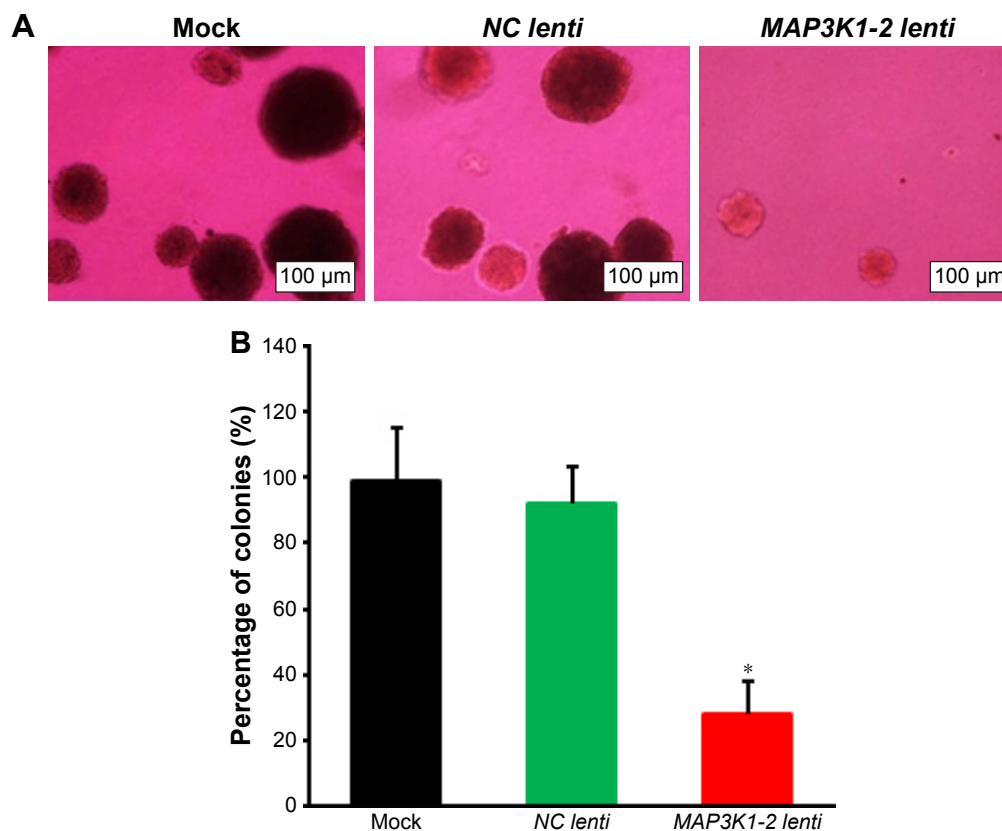 A
Mock
NC lenti
MAP3K1-2 lenti
100 µm
100 µm
100 µm
B
Percentage of colonies (%)
140
120
100
80
60
40
20
0
*
Mock
NC lenti
MAP3K1-2 lenti